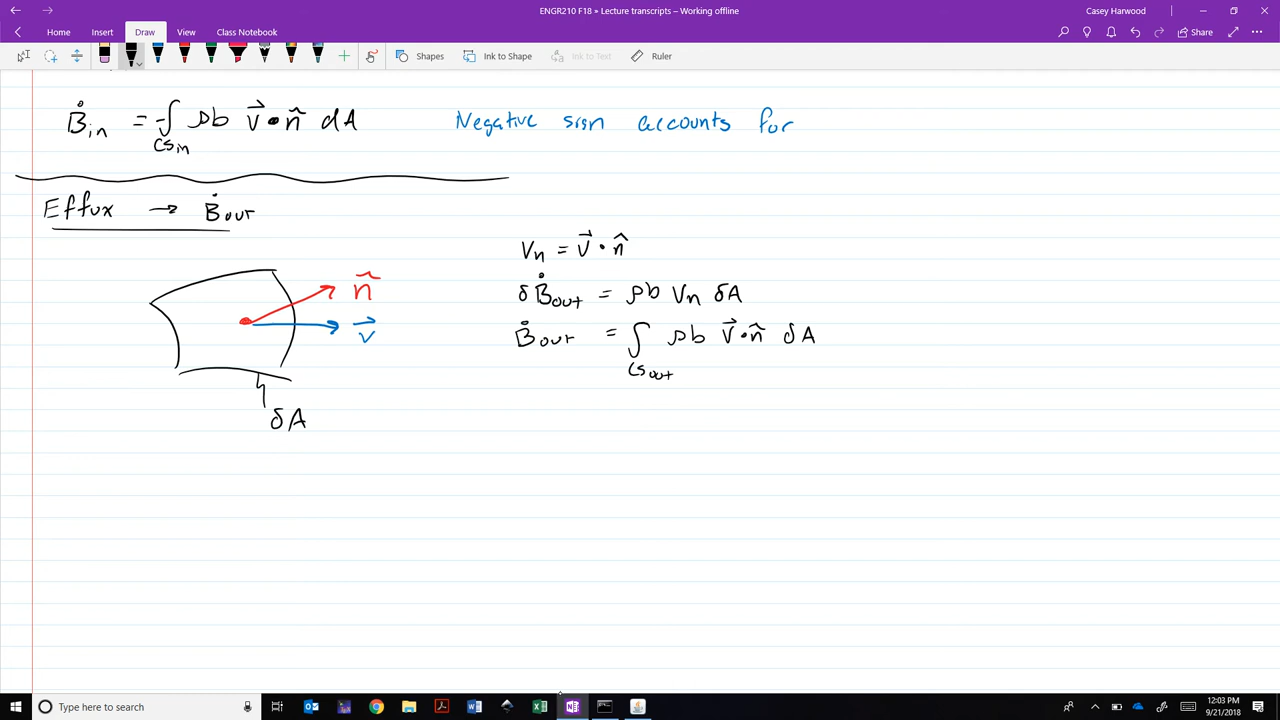 ENGR210 F18 » Lecture transcripts – Working offline
Casey Harwood
Home Insert Draw View Class Notebook
Share
Shapes Ink to Shape Ink to Text Ruler
Ḃin = -∫CSin ρb v⃗ • n̂ dA Negative sign accounts for
Effux → Ḃout
Vn = v⃗ · n̂
δḂout = ρb Vn δA
Ḃout = ∫CSout ρb v⃗ · n̂ δA
n̂
v⃗
δA
Type here to search
12:03 PM
9/21/2018